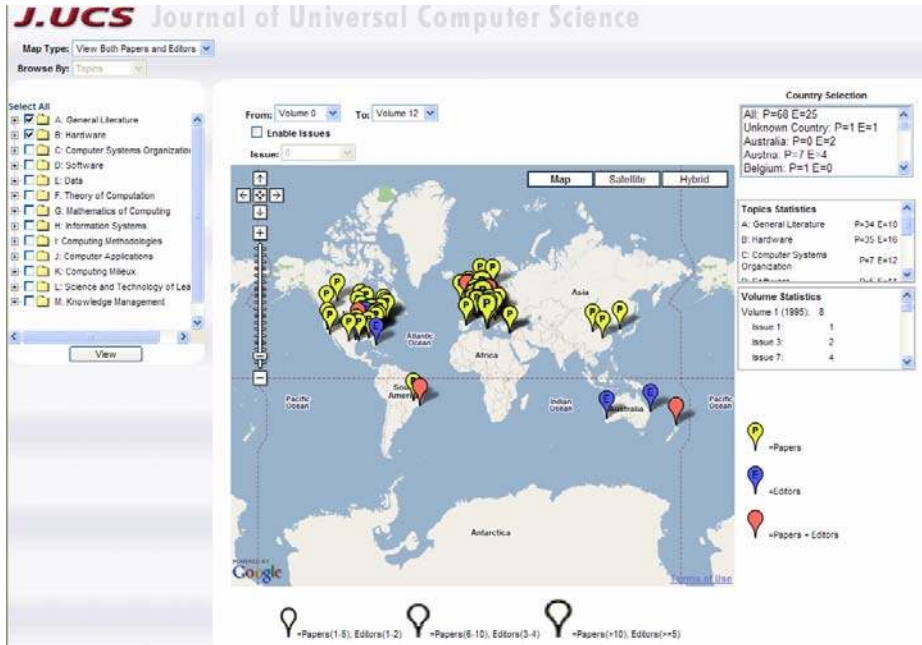 J.UCS Journal of Universal Computer Science
Map Type: View Both Papers and Editors
Browse By: Topics
Select All
A: General Literature
B: Hardware
C: Computer Systems Organization
D: Software
E: Data
F: Theory of Computation
G: Mathematics of Computing
H: Information Systems
I: Computing Methodologies
J: Computer Applications
K: Computing Milieux
L: Science and Technology of Lea
M: Knowledge Management
View
From: Volume 0 To: Volume 12
Enable Issues
Issue: 0
Map Satellite Hybrid
Asia
Atlantic
Ocean
Africa
South
America
Pacific
Ocean
Indian
Ocean
Australia
Pacific
Ocean
Antarctica
POWERED BY
Google
Terms of Use
Country Selection
All: P=68 E=25
Unknown Country: P=1 E=1
Australia: P=0 E=2
Austria: P=7 E=4
Belgium: P=1 E=0
Topics Statistics
A: General Literature P=34 E=10
B: Hardware P=35 E=16
C: Computer Systems P=7 E=12
Organization
Volume Statistics
Volume 1 (1995): 8
Issue 1: 1
Issue 3: 2
Issue 7: 4
P =Papers
E =Editors
=Papers + Editors
=Papers(1-5), Editors(1-2) =Papers(6-10), Editors(3-4) =Papers(>10), Editors(>=5)